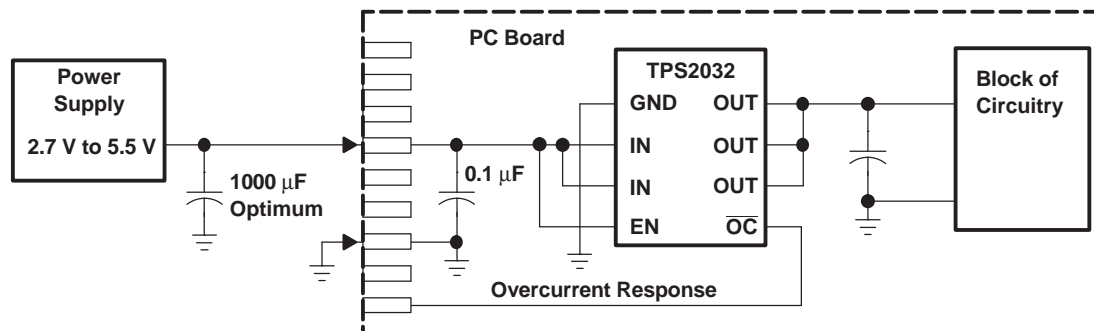 PC Board
Power
Supply
2.7 V to 5.5 V
1000 μF
Optimum
0.1 μF
TPS2032
GND OUT
IN OUT
IN OUT
EN O̅C̅
Block of
Circuitry
Overcurrent Response